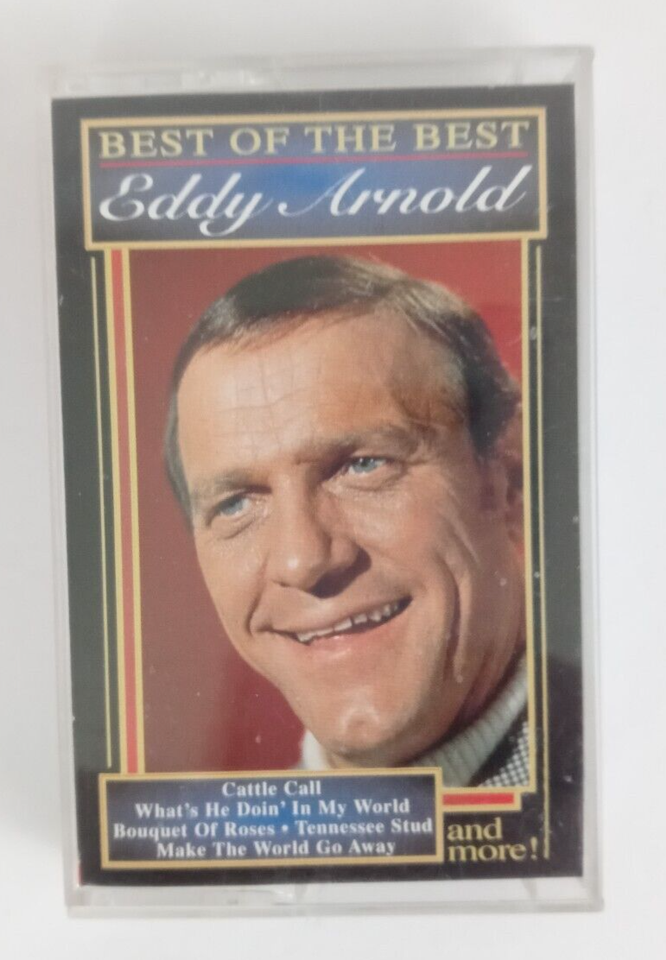 BEST OF THE BEST
Eddy Arnold
Cattle Call
What's He Doin' In My World
Bouquet Of Roses • Tennessee Stud
Make The World Go Away
and
more!